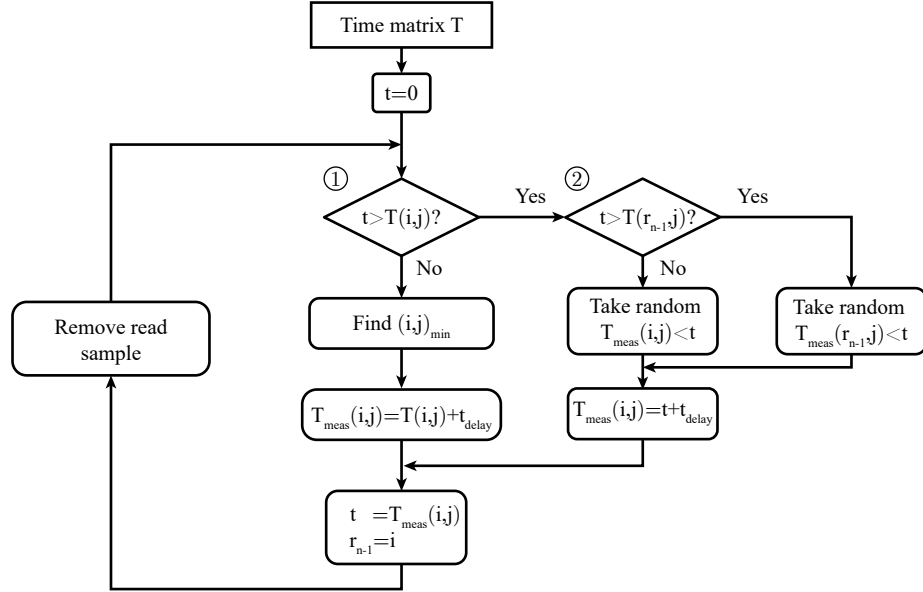 Time matrix T
t=0
①
t>T(i,j)?
Yes
②
t>T(rₙ₋₁,j)?
Yes
No
No
Find (i,j)min
Take random
Tmeas(i,j)<t
Take random
Tmeas(rₙ₋₁,j)<t
Remove read
sample
Tmeas(i,j)=T(i,j)+tdelay
Tmeas(i,j)=t+tdelay
t =Tmeas(i,j)
rₙ₋₁=i